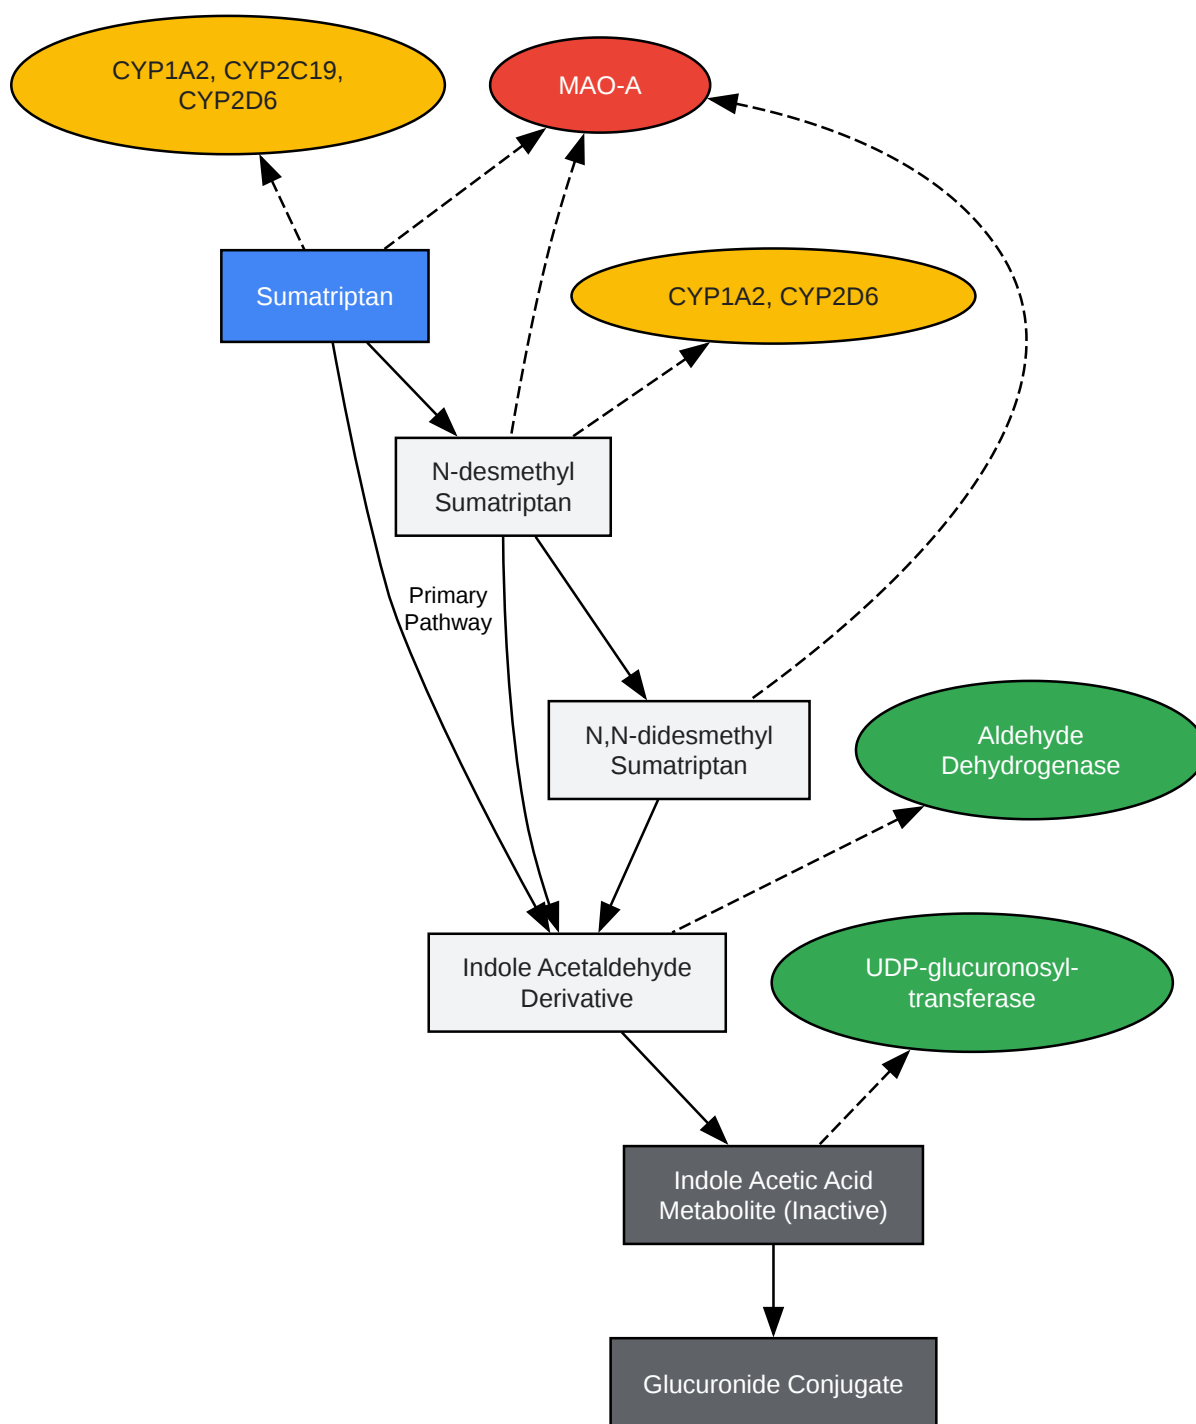 CYP1A2, CYP2C19,
CYP2D6
MAO-A
Sumatriptan
CYP1A2, CYP2D6
N-desmethyl
Sumatriptan
Primary
Pathway
N,N-didesmethyl
Sumatriptan
Aldehyde
Dehydrogenase
Indole Acetaldehyde
Derivative
UDP-glucuronosyl-
transferase
Indole Acetic Acid
Metabolite (Inactive)
Glucuronide Conjugate